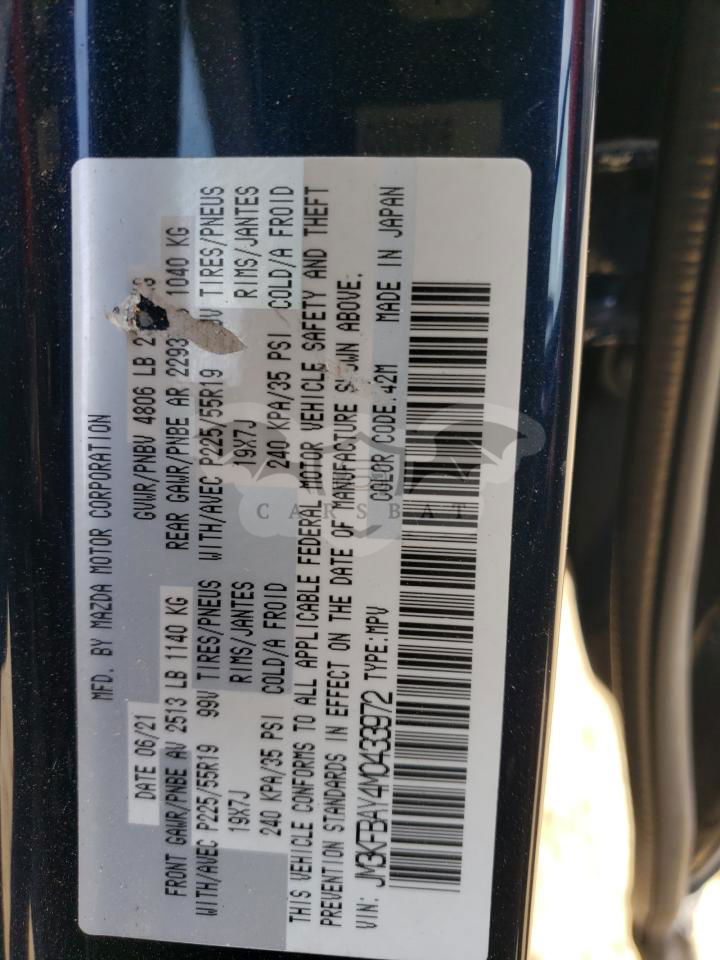 MFD. BY MAZDA MOTOR CORPORATION
DATE 06/21 GVWR/PNBV 4806 LB
FRONT GAWR/PNBE AV 2513 LB 1140 KG REAR GAWR/PNBE AR 2293 1040 KG
WITH/AVEC P225/55R19 99V TIRES/PNEUS WITH/AVEC P225/55R19 TIRES/PNEUS
19X7J RIMS/JANTES 19X7J RIMS/JANTES
240 KPA/35 PSI COLD/A FROID 240 KPA/35 PSI COLD/A FROID
THIS VEHICLE CONFORMS TO ALL APPLICABLE FEDERAL MOTOR VEHICLE SAFETY AND THEFT
PREVENTION STANDARDS IN EFFECT ON THE DATE OF MANUFACTURE SHOWN ABOVE.
VIN: JM3KFBAY4M0433972 TYPE:MPV COLOR CODE:42M MADE IN JAPAN
CARSBAT